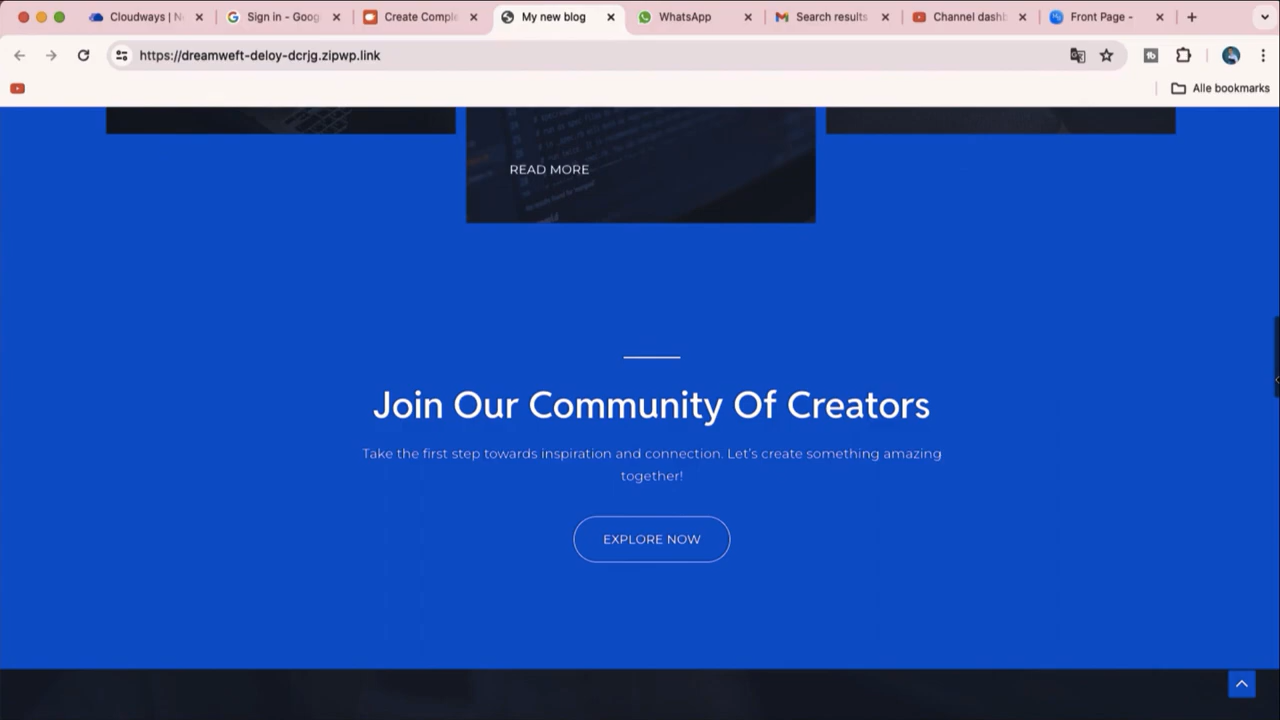 Cloudways | N
Sign in - Goog
Create Comple
My new blog
WhatsApp
Search results
Channel dash
Front Page -
https://dreamweft-deloy-dcrjg.zipwp.link
Alle bookmarks
READ MORE
Join Our Community Of Creators
Take the first step towards inspiration and connection. Let’s create something amazing
together!
EXPLORE NOW